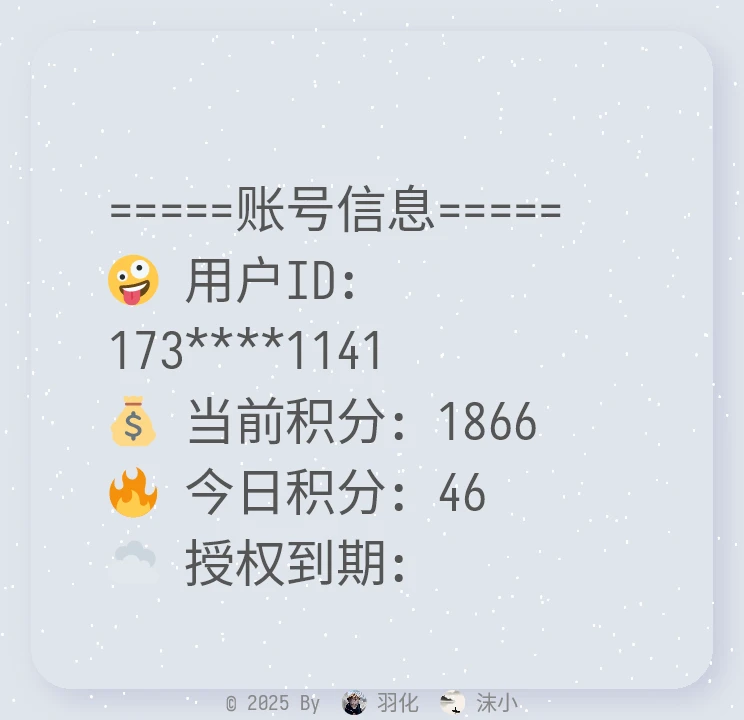 =====账号信息=====
🤪 用户ID:
173****1141
💰 当前积分: 1866
🔥 今日积分: 46
☁️ 授权到期:
© 2025 By 羽化 沫小